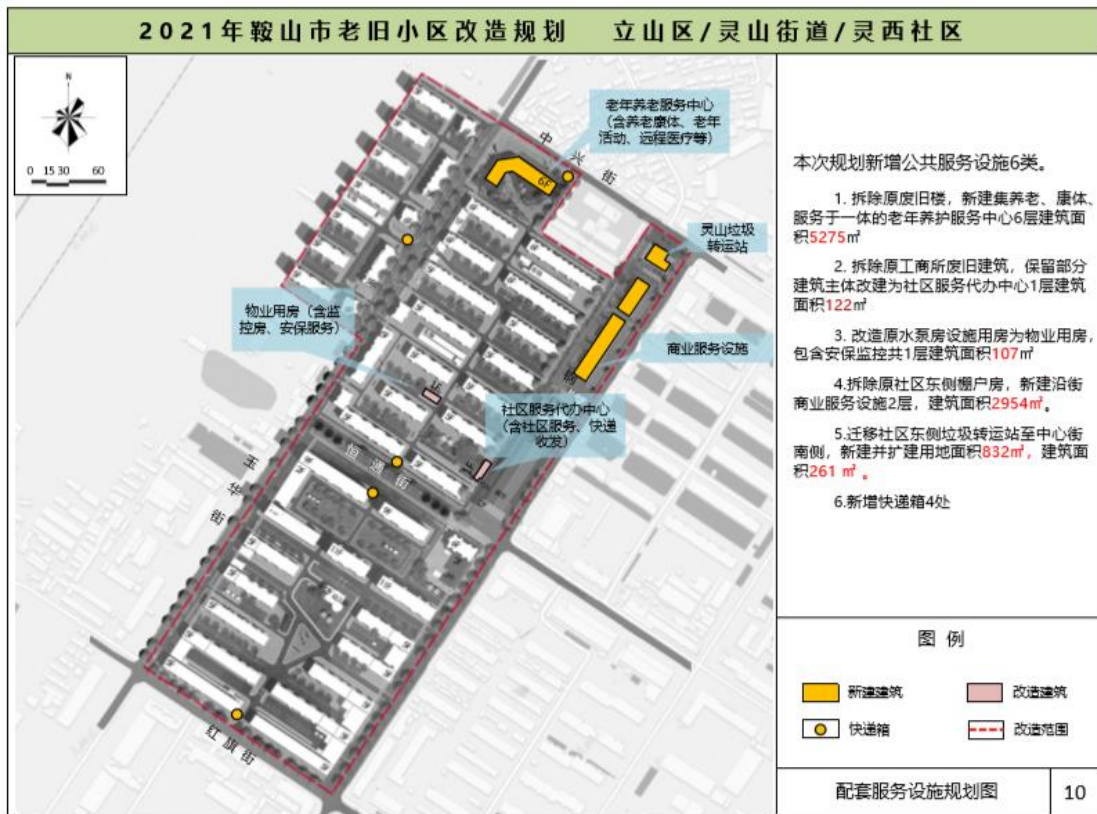 2021年鞍山市老旧小区改造规划 立山区/灵山街道/灵西社区
N
0 15 30 60
老年养老服务中心
（含养老康体、老年
活动、远程医疗等）
中兴街
6F
灵山垃圾
转运站
物业用房（含监
控房、安保服务）
商业服务设施
1F
社区服务代办中心
（含社区服务、快递
收发）
1F
恒通街
玉华街
红旗街
本次规划新增公共服务设施6类。
1. 拆除原废旧楼，新建集养老、康体、
服务于一体的老年养护服务中心6层建筑面
积5275㎡
2. 拆除原工商所废旧建筑，保留部分
建筑主体改建为社区服务代办中心1层建筑
面积122㎡
3. 改造原水泵房设施用房为物业用房，
包含安保监控共1层建筑面积107㎡
4.拆除原社区东侧棚户房，新建沿街
商业服务设施2层，建筑面积2954㎡。
5.迁移社区东侧垃圾转运站至中心街
南侧，新建并扩建用地面积832㎡，建筑面
积261 ㎡ 。
6.新增快递箱4处
图 例
新建建筑
改造建筑
快递箱
改造范围
配套服务设施规划图
10